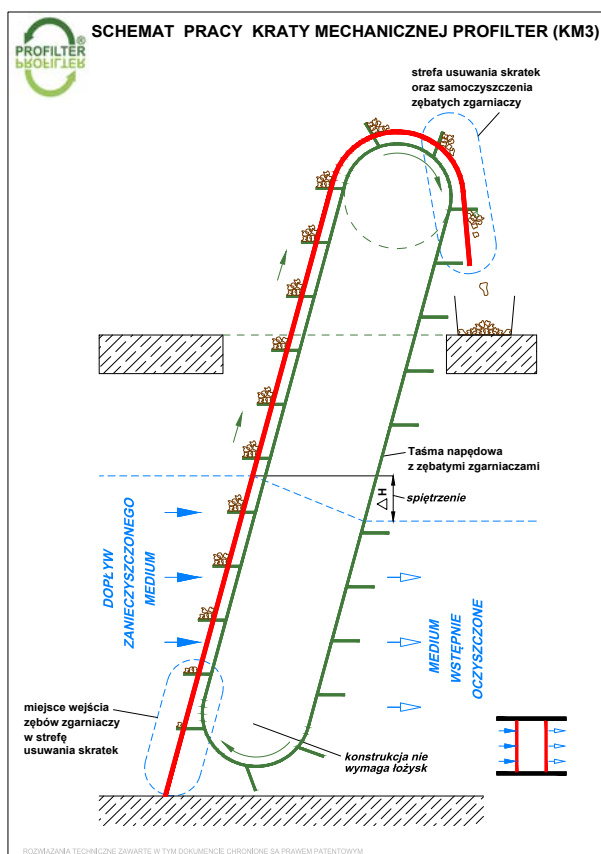 SCHEMAT PRACY KRATY MECHANICZNEJ PROFILTER (KM3)
PROFILTER®
PROFILTER
strefa usuwania skratek
oraz samoczyszczenia
zębatych zgarniaczy
Taśma napędowa
z zębatymi zgarniaczami
△H
spiętrzenie
DOPŁYW
ZANIECZYSZCZONEGO
MEDIUM
MEDIUM
WSTĘPNIE
OCZYSZCZONE
miejsce wejścia
zębów zgarniaczy
w strefę
usuwania skratek
konstrukcja nie
wymaga łożysk
ROZWIAZANIA TECHNICZNE ZAWARTE W TYM DOKUMENCIE CHRONIONE SA PRAWEM PATENTOWYM